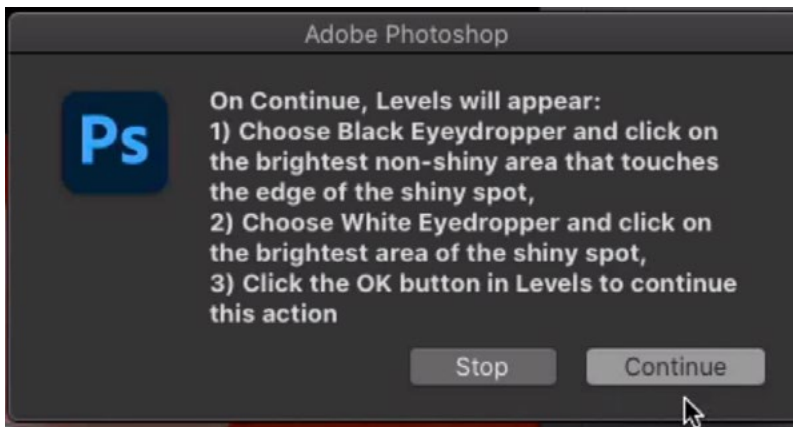 Adobe Photoshop
Ps
On Continue, Levels will appear:
1) Choose Black Eyeydropper and click on
the brightest non-shiny area that touches
the edge of the shiny spot,
2) Choose White Eyedropper and click on
the brightest area of the shiny spot,
3) Click the OK button in Levels to continue
this action
Stop
Continue